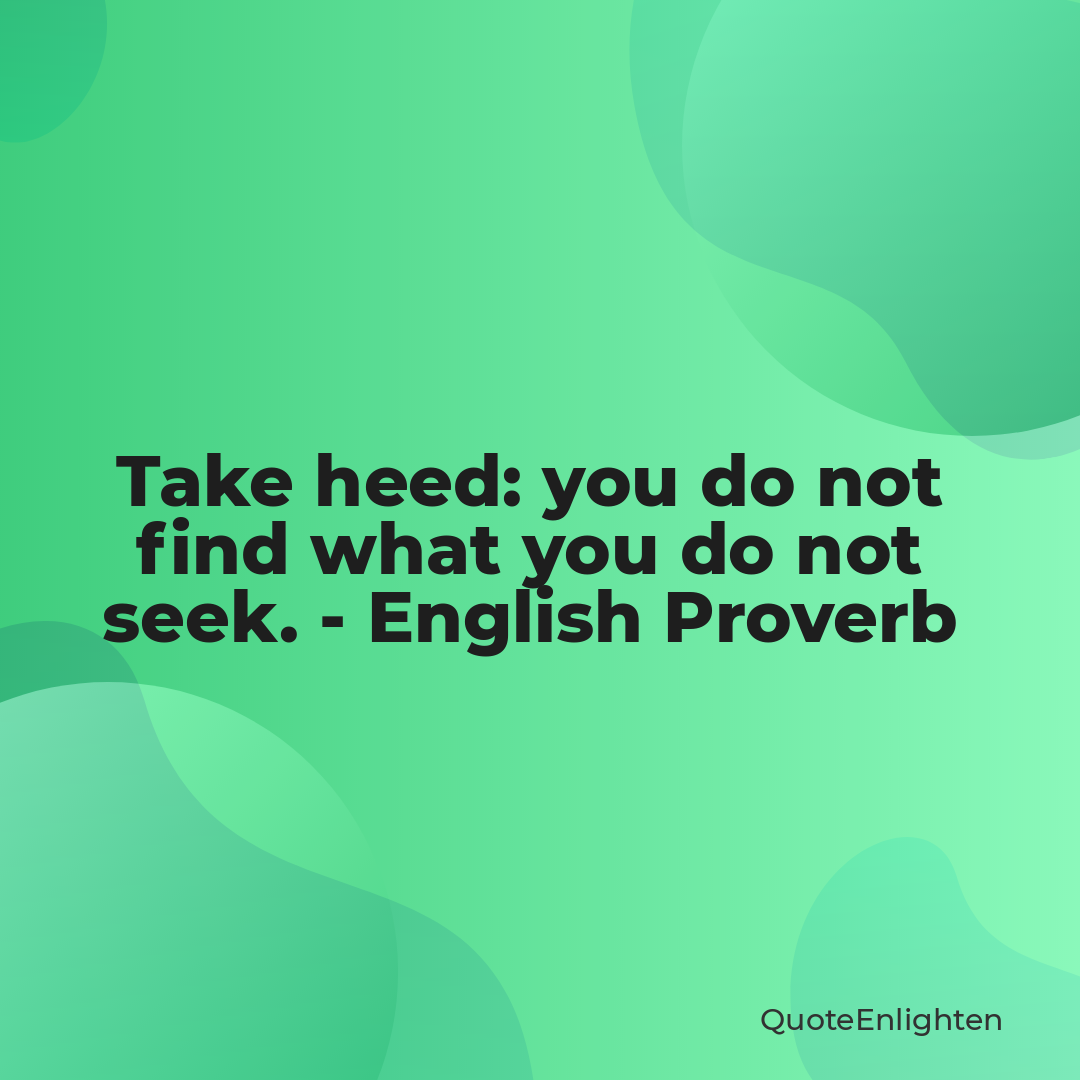 Take heed: you do not
find what you do not
seek. - English Proverb
QuoteEnlighten